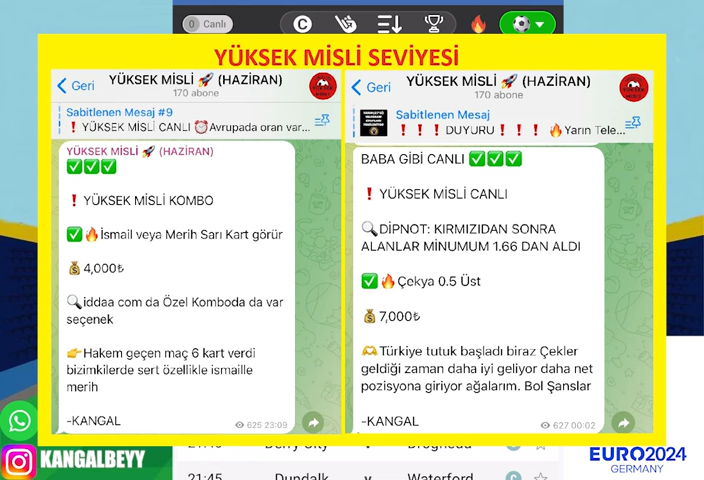 0 Canlı
YÜKSEK MİSLİ SEVİYESİ
Geri
YÜKSEK MİSLİ 🚀 (HAZİRAN)
170 abone
Sabitlenen Mesaj #9
❗YÜKSEK MİSLİ CANLI ⏰Avrupada oran var...
YÜKSEK MİSLİ 🚀 (HAZİRAN)
✅✅✅
❗ YÜKSEK MİSLİ KOMBO
✅🔥İsmail veya Merih Sarı Kart görür
💰4,000₺
🔍iddaa com da Özel Komboda da var
seçenek
👉Hakem geçen maç 6 kart verdi
bizimkilerde sert özellikle ismaille
merih
-KANGAL
625 23:09
Geri
YÜKSEK MİSLİ 🚀 (HAZİRAN)
170 abone
Sabitlenen Mesaj
❗❗❗DUYURU❗❗❗ 🔥Yarın Tele...
BABA GİBİ CANLI ✅✅✅
❗ YÜKSEK MİSLİ CANLI
🔍DİPNOT: KIRMIZIDAN SONRA
ALANLAR MİNUMUM 1.66 DAN ALDI
✅🔥Çekya 0.5 Üst
💰7,000₺
🫶Türkiye tutuk başladı biraz Çekler
geldiği zaman daha iyi geliyor daha net
pozisyona giriyor ağalarım. Bol Şanslar
-KANGAL
627 00:02
KANGALBEYY
21:45 Dundalk v Waterford
EURO2024
GERMANY